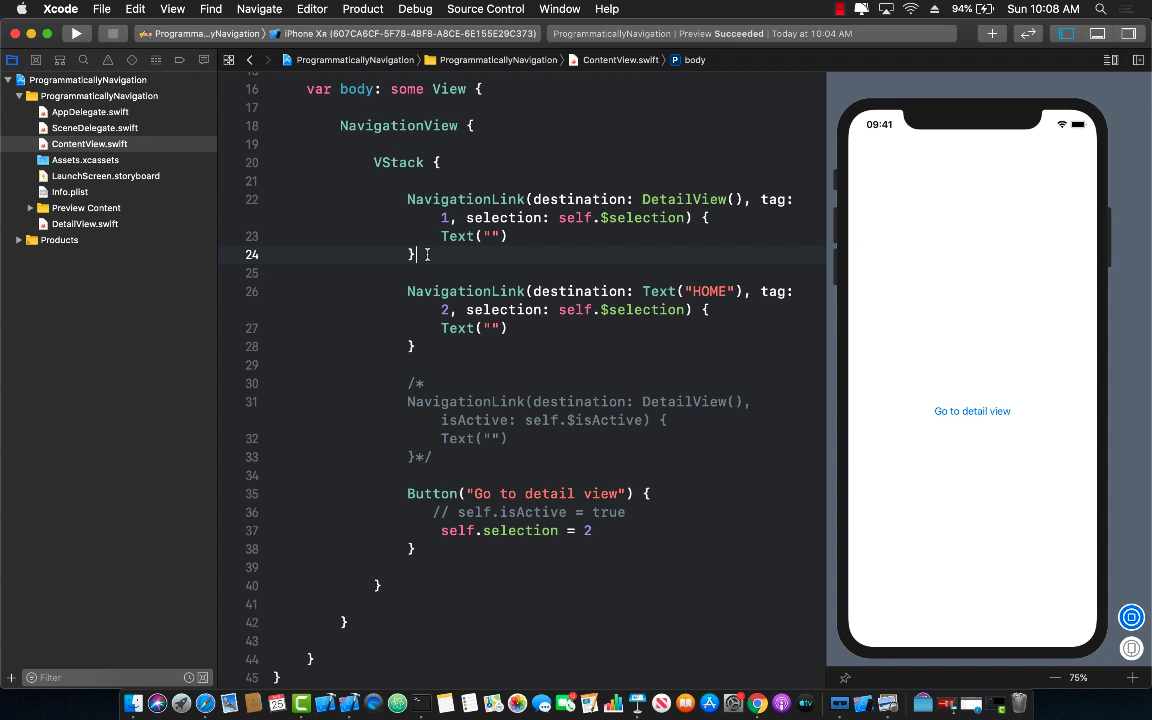 Xcode File Edit View Find Navigate Editor Product Debug Source Control Window Help 94% Sun 10:08 AM
Programma...yNavigation iPhone Xʀ (607CA6CF-5F78-4BF8-A8CE-6E155E29C373) ProgrammaticallyNavigation | Preview Succeeded | Today at 10:04 AM
ProgrammaticallyNavigation ProgrammaticallyNavigation ContentView.swift P body
ProgrammaticallyNavigation
ProgrammaticallyNavigation
AppDelegate.swift
SceneDelegate.swift
ContentView.swift
Assets.xcassets
LaunchScreen.storyboard
Info.plist
Preview Content
DetailView.swift
Products
Filter
16 var body: some View {
17
18 NavigationView {
19
20 VStack {
21
22 NavigationLink(destination: DetailView(), tag:
1, selection: self.$selection) {
23 Text("")
24 }
25
26 NavigationLink(destination: Text("HOME"), tag:
2, selection: self.$selection) {
27 Text("")
28 }
29
30 /*
31 NavigationLink(destination: DetailView(),
isActive: self.$isActive) {
32 Text("")
33 }*/
34
35 Button("Go to detail view") {
36 // self.isActive = true
37 self.selection = 2
38 }
39
40 }
41
42 }
43
44 }
45 }
09:41
Go to detail view
75%